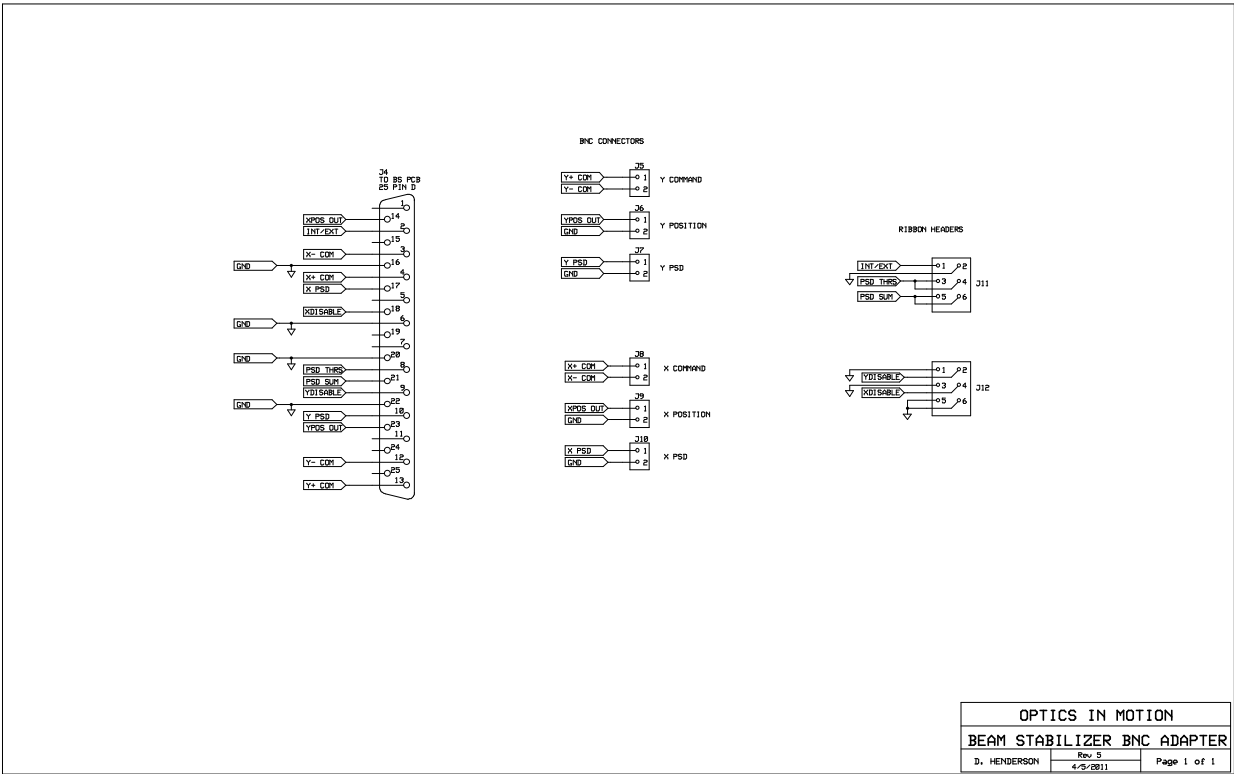 BNC CONNECTORS
J4
TO BS PCB
25 PIN D
1
XPOS OUT 14
INT/EXT 2
15
X- COM 3
GND 16
X+ COM 4
X PSD 17
5
XDISABLE 18
GND 6
19
7
GND 20
PSD THRS 8
PSD SUM 21
YDISABLE 9
GND 22
Y PSD 10
YPOS OUT 23
11
24
Y- COM 12
25
Y+ COM 13
J5
Y+ COM 1
Y- COM 2
Y COMMAND
J6
YPOS OUT 1
GND 2
Y POSITION
J7
Y PSD 1
GND 2
Y PSD
J8
X+ COM 1
X- COM 2
X COMMAND
J9
XPOS OUT 1
GND 2
X POSITION
J10
X PSD 1
GND 2
X PSD
RIBBON HEADERS
INT/EXT 1 2
PSD THRS 3 4
PSD SUM 5 6
J11
1 2
YDISABLE
3 4
XDISABLE
5 6
J12
OPTICS IN MOTION
BEAM STABILIZER BNC ADAPTER
D. HENDERSON
Rev 5
4/5/2011
Page 1 of 1